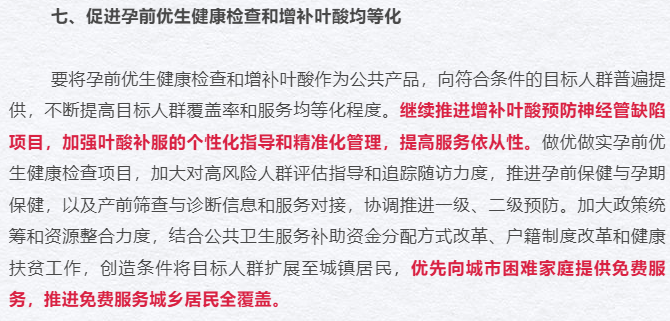 七、促进孕前优生健康检查和增补叶酸均等化
要将孕前优生健康检查和增补叶酸作为公共产品，向符合条件的目标人群普遍提
供，不断提高目标人群覆盖率和服务均等化程度。继续推进增补叶酸预防神经管缺陷
项目，加强叶酸补服的个性化指导和精准化管理，提高服务依从性。做优做实孕前优
生健康检查项目，加大对高风险人群评估指导和追踪随访力度，推进孕前保健与孕期
保健，以及产前筛查与诊断信息和服务对接，协调推进一级、二级预防。加大政策统
筹和资源整合力度，结合公共卫生服务补助资金分配方式改革、户籍制度改革和健康
扶贫工作，创造条件将目标人群扩展至城镇居民，优先向城市困难家庭提供免费服
务，推进免费服务城乡居民全覆盖。